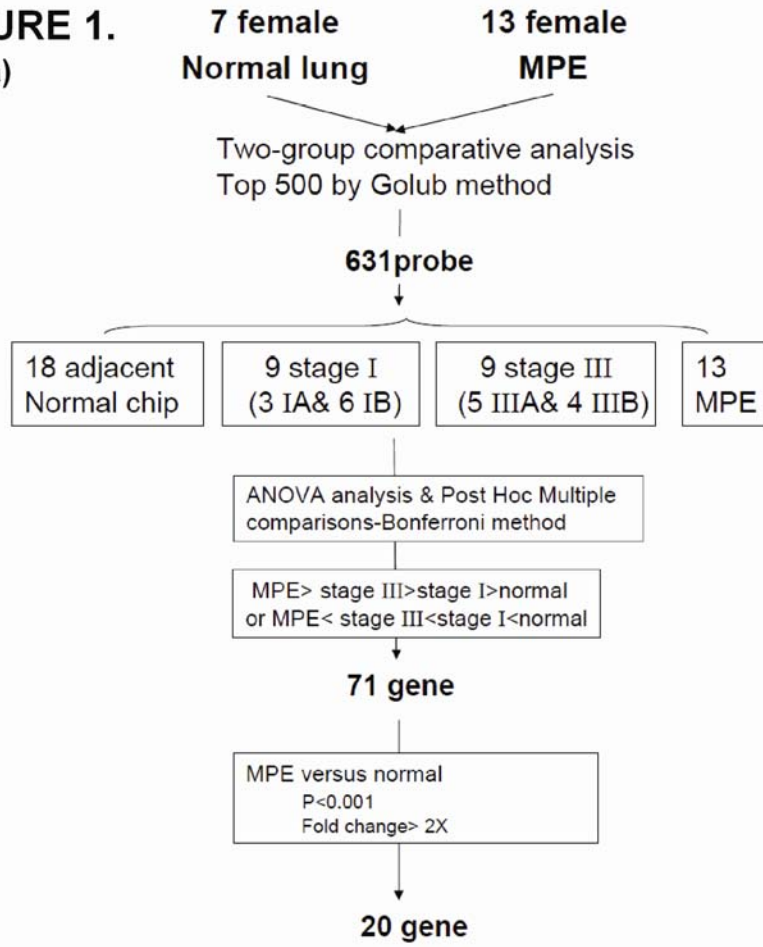 URE 1.
)
7 female
Normal lung
13 female
MPE
Two-group comparative analysis
Top 500 by Golub method
631probe
18 adjacent
Normal chip
9 stage I
(3 IA& 6 IB)
9 stage III
(5 IIIA& 4 IIIB)
13
MPE
ANOVA analysis & Post Hoc Multiple
comparisons-Bonferroni method
MPE> stage III>stage I>normal
or MPE< stage III<stage I<normal
71 gene
MPE versus normal
P<0.001
Fold change> 2X
20 gene